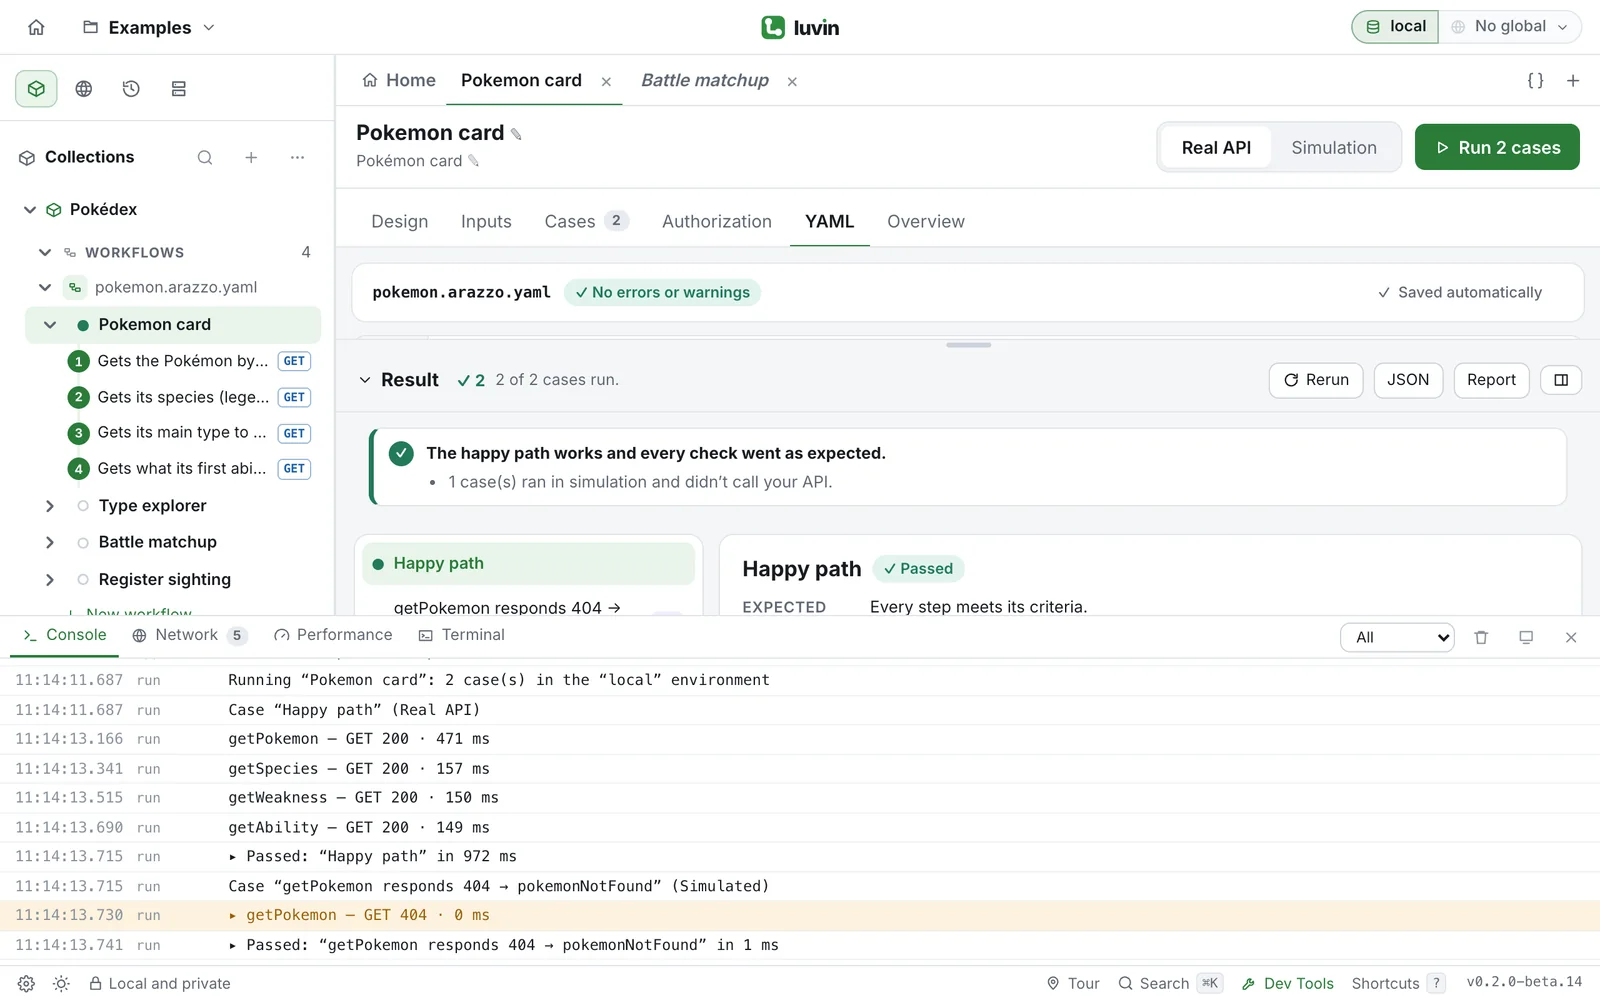 Examples
luvin
local
No global
Home
Pokemon card
Battle matchup
{}
Collections
Pokemon card
Pokémon card
Real API
Simulation
Run 2 cases
Pokédex
Design
Inputs
Cases 2
Authorization
YAML
Overview
WORKFLOWS 4
pokemon.arazzo.yaml
Pokemon card
1 Gets the Pokémon by... GET
2 Gets its species (lege... GET
3 Gets its main type to ... GET
4 Gets what its first abi... GET
Type explorer
Battle matchup
Register sighting
New workflow
pokemon.arazzo.yaml
No errors or warnings
Saved automatically
Result 2 2 of 2 cases run.
Rerun
JSON
Report
The happy path works and every check went as expected.
• 1 case(s) ran in simulation and didn’t call your API.
Happy path
getPokemon responds 404 →
Happy path Passed
EXPECTED Every step meets its criteria.
Console
Network 5
Performance
Terminal
All
11:14:11.687 run Running “Pokemon card”: 2 case(s) in the “local” environment
11:14:11.687 run Case “Happy path” (Real API)
11:14:13.166 run getPokemon — GET 200 · 471 ms
11:14:13.341 run getSpecies — GET 200 · 157 ms
11:14:13.515 run getWeakness — GET 200 · 150 ms
11:14:13.690 run getAbility — GET 200 · 149 ms
11:14:13.715 run ▸ Passed: “Happy path” in 972 ms
11:14:13.715 run Case “getPokemon responds 404 → pokemonNotFound” (Simulated)
11:14:13.730 run ▸ getPokemon — GET 404 · 0 ms
11:14:13.741 run ▸ Passed: “getPokemon responds 404 → pokemonNotFound” in 1 ms
Local and private
Tour
Search ⌘K
Dev Tools
Shortcuts ?
v0.2.0-beta.14